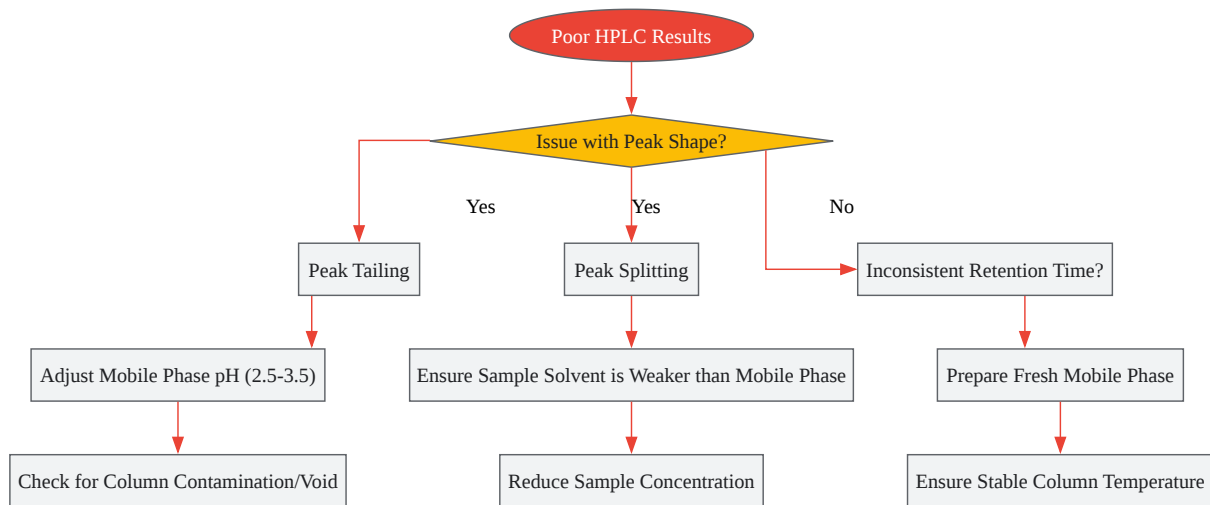 Poor HPLC Results
Issue with Peak Shape?
Yes
Yes
No
Peak Tailing
Peak Splitting
Inconsistent Retention Time?
Adjust Mobile Phase pH (2.5-3.5)
Ensure Sample Solvent is Weaker than Mobile Phase
Prepare Fresh Mobile Phase
Check for Column Contamination/Void
Reduce Sample Concentration
Ensure Stable Column Temperature